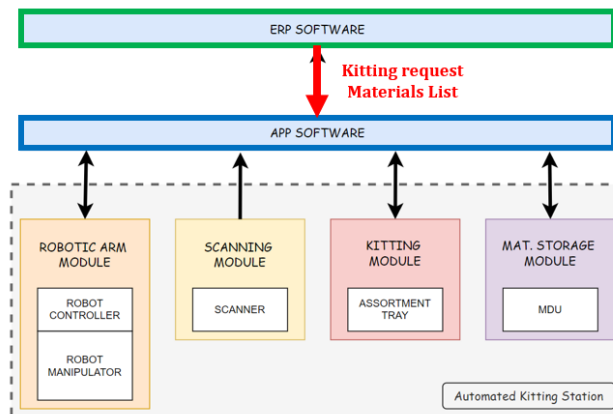 ERP SOFTWARE
Kitting request
Materials List
APP SOFTWARE
ROBOTIC ARM
MODULE
ROBOT
CONTROLLER
ROBOT
MANIPULATOR
SCANNING
MODULE
SCANNER
KITTING
MODULE
ASSORTMENT
TRAY
MAT. STORAGE
MODULE
MDU
Automated Kitting Station